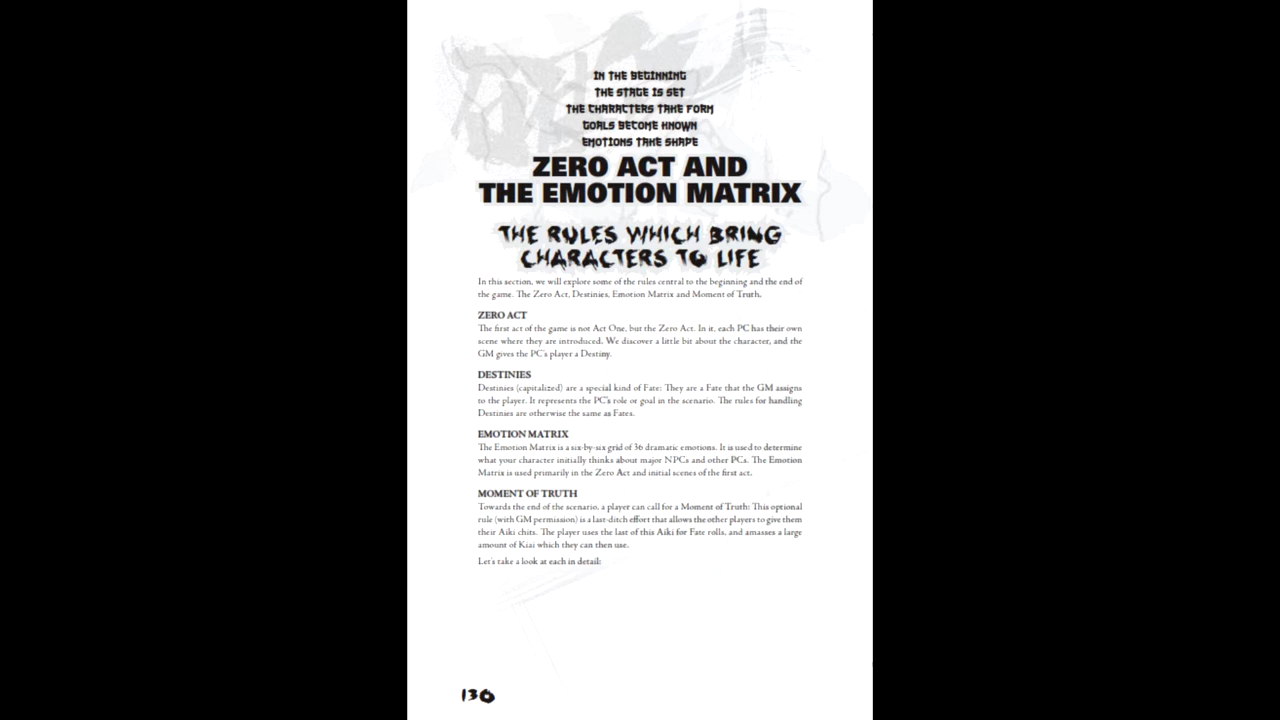 IN THE BEGINNING
THE STAGE IS SET
THE CHARACTERS TAKE FORM
GOALS BECOME KNOWN
EMOTIONS TAKE SHAPE
ZERO ACT AND
THE EMOTION MATRIX
THE RULES WHICH BRING
CHARACTERS TO LIFE
In this section, we will explore some of the rules central to the beginning and the end of
the game. The Zero Act, Destinies, Emotion Matrix and Moment of Truth.
ZERO ACT
The first act of the game is not Act One, but the Zero Act. In it, each PC has their own
scene where they are introduced. We discover a little bit about the character, and the
GM gives the PC's player a Destiny.
DESTINIES
Destinies (capitalized) are a special kind of Fate: They are a Fate that the GM assigns
to the player. It represents the PC's role or goal in the scenario. The rules for handling
Destinies are otherwise the same as Fates.
EMOTION MATRIX
The Emotion Matrix is a six-by-six grid of 36 dramatic emotions. It is used to determine
what your character initially thinks about major NPCs and other PCs. The Emotion
Matrix is used primarily in the Zero Act and initial scenes of the first act.
MOMENT OF TRUTH
Towards the end of the scenario, a player can call for a Moment of Truth: This optional
rule (with GM permission) is a last-ditch effort that allows the other players to give them
their Aiki chits. The player uses the last of this Aiki for Fate rolls, and amasses a large
amount of Kiai which they can then use.
Let's take a look at each in detail:
136